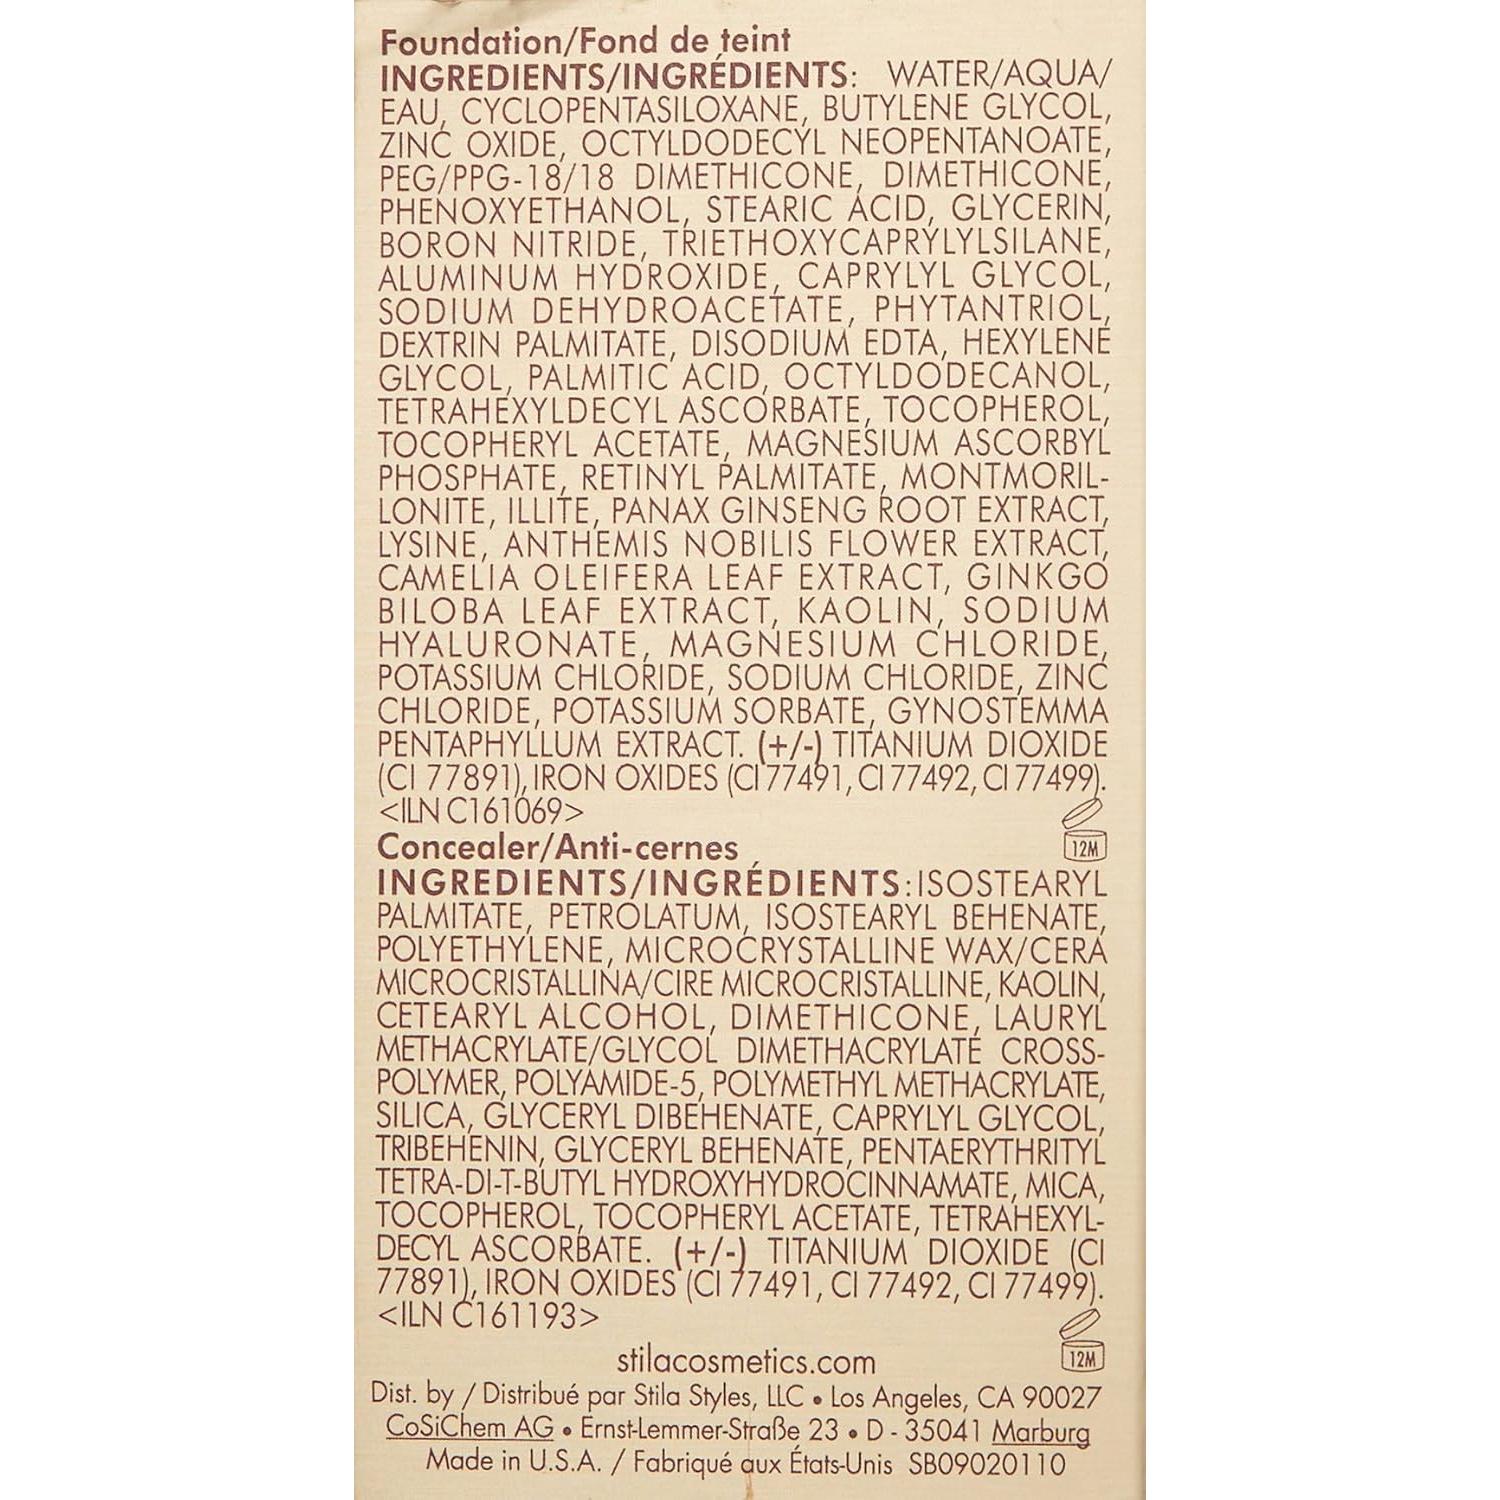 Foundation/Fond de teint
INGREDIENTS/INGRÉDIENTS: WATER/AQUA/
EAU, CYCLOPENTASILOXANE, BUTYLENE GLYCOL,
ZINC OXIDE, OCTYLDODECYL NEOPENTANOATE,
PEG/PPG-18/18 DIMETHICONE, DIMETHICONE,
PHENOXYETHANOL, STEARIC ACID, GLYCERIN,
BORON NITRIDE, TRIETHOXYCAPRYLYLSILANE,
ALUMINUM HYDROXIDE, CAPRYLYL GLYCOL,
SODIUM DEHYDROACETATE, PHYTANTRIOL,
DEXTRIN PALMITATE, DISODIUM EDTA, HEXYLENE
GLYCOL, PALMITIC ACID, OCTYLDODECANOL,
TETRAHEXYLDECYL ASCORBATE, TOCOPHEROL,
TOCOPHERYL ACETATE, MAGNESIUM ASCORBYL
PHOSPHATE, RETINYL PALMITATE, MONTMORIL-
LONITE, ILLITE, PANAX GINSENG ROOT EXTRACT,
LYSINE, ANTHEMIS NOBILIS FLOWER EXTRACT,
CAMELIA OLEIFERA LEAF EXTRACT, GINKGO
BILOBA LEAF EXTRACT, KAOLIN, SODIUM
HYALURONATE, MAGNESIUM CHLORIDE,
POTASSIUM CHLORIDE, SODIUM CHLORIDE, ZINC
CHLORIDE, POTASSIUM SORBATE, GYNOSTEMMA
PENTAPHYLLUM EXTRACT. (+/-) TITANIUM DIOXIDE
(CI 77891), IRON OXIDES (CI 77491, CI 77492, CI 77499).
<ILN C161069>
12M
Concealer/Anti-cernes
INGREDIENTS/INGRÉDIENTS: ISOSTEARYL
PALMITATE, PETROLATUM, ISOSTEARYL BEHENATE,
POLYETHYLENE, MICROCRYSTALLINE WAX/CERA
MICROCRISTALLINA/CIRE MICROCRISTALLINE, KAOLIN,
CETEARYL ALCOHOL, DIMETHICONE, LAURYL
METHACRYLATE/GLYCOL DIMETHACRYLATE CROSS-
POLYMER, POLYAMIDE-5, POLYMETHYL METHACRYLATE,
SILICA, GLYCERYL DIBEHENATE, CAPRYLYL GLYCOL,
TRIBEHENIN, GLYCERYL BEHENATE, PENTAERYTHRITYL
TETRA-DI-T-BUTYL HYDROXYHYDROCINNAMATE, MICA,
TOCOPHEROL, TOCOPHERYL ACETATE, TETRAHEXYL-
DECYL ASCORBATE. (+/-) TITANIUM DIOXIDE (CI
77891), IRON OXIDES (CI 77491, CI 77492, CI 77499).
<ILN C161193>
12M
stilacosmetics.com
Dist. by / Distribué par Stila Styles, LLC • Los Angeles, CA 90027
CoSiChem AG • Ernst-Lemmer-Straße 23 • D - 35041 Marburg
Made in U.S.A. / Fabriqué aux États-Unis SB09020110